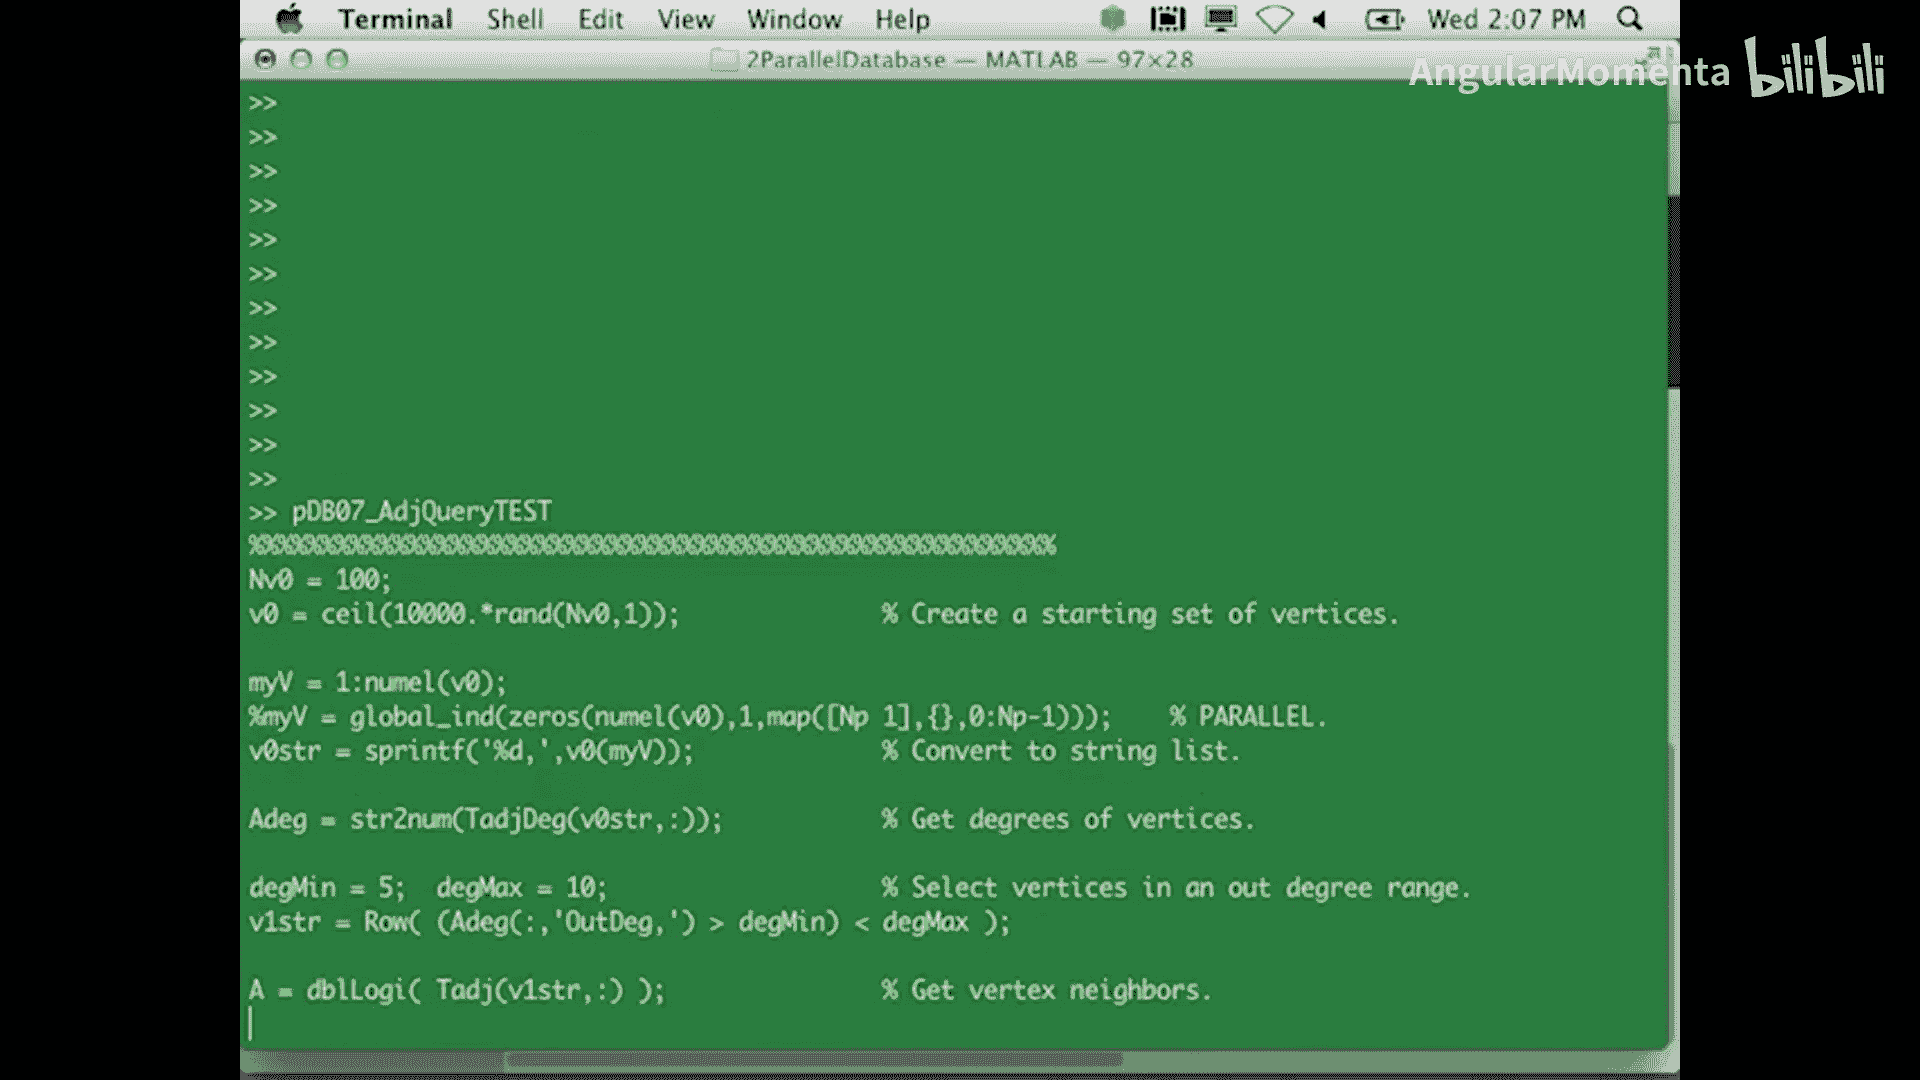 Terminal Shell Edit View Window Help Wed 2:07 PM
2ParallelDatabase — MATLAB — 97×28
AngularMomenta bilibili
>>
>>
>>
>>
>>
>>
>>
>>
>>
>>
>>
>>
>> pDB07_AdjQueryTEST
%%%%%%%%%%%%%%%%%%%%%%%%%%%%%%%%%%%%%%%%%%%%%%%%%%%%%%%%
Nv0 = 100;
v0 = ceil(10000.*rand(Nv0,1)); % Create a starting set of vertices.
myV = 1:numel(v0);
%myV = global_ind(zeros(numel(v0),1,map([Np 1],{},0:Np-1))); % PARALLEL.
v0str = sprintf('%d,',v0(myV)); % Convert to string list.
Adeg = str2num(TadjDeg(v0str,:)); % Get degrees of vertices.
degMin = 5; degMax = 10; % Select vertices in an out degree range.
v1str = Row( (Adeg(:,'OutDeg,') > degMin) < degMax );
A = dblLogi( Tadj(v1str,:) ); % Get vertex neighbors.